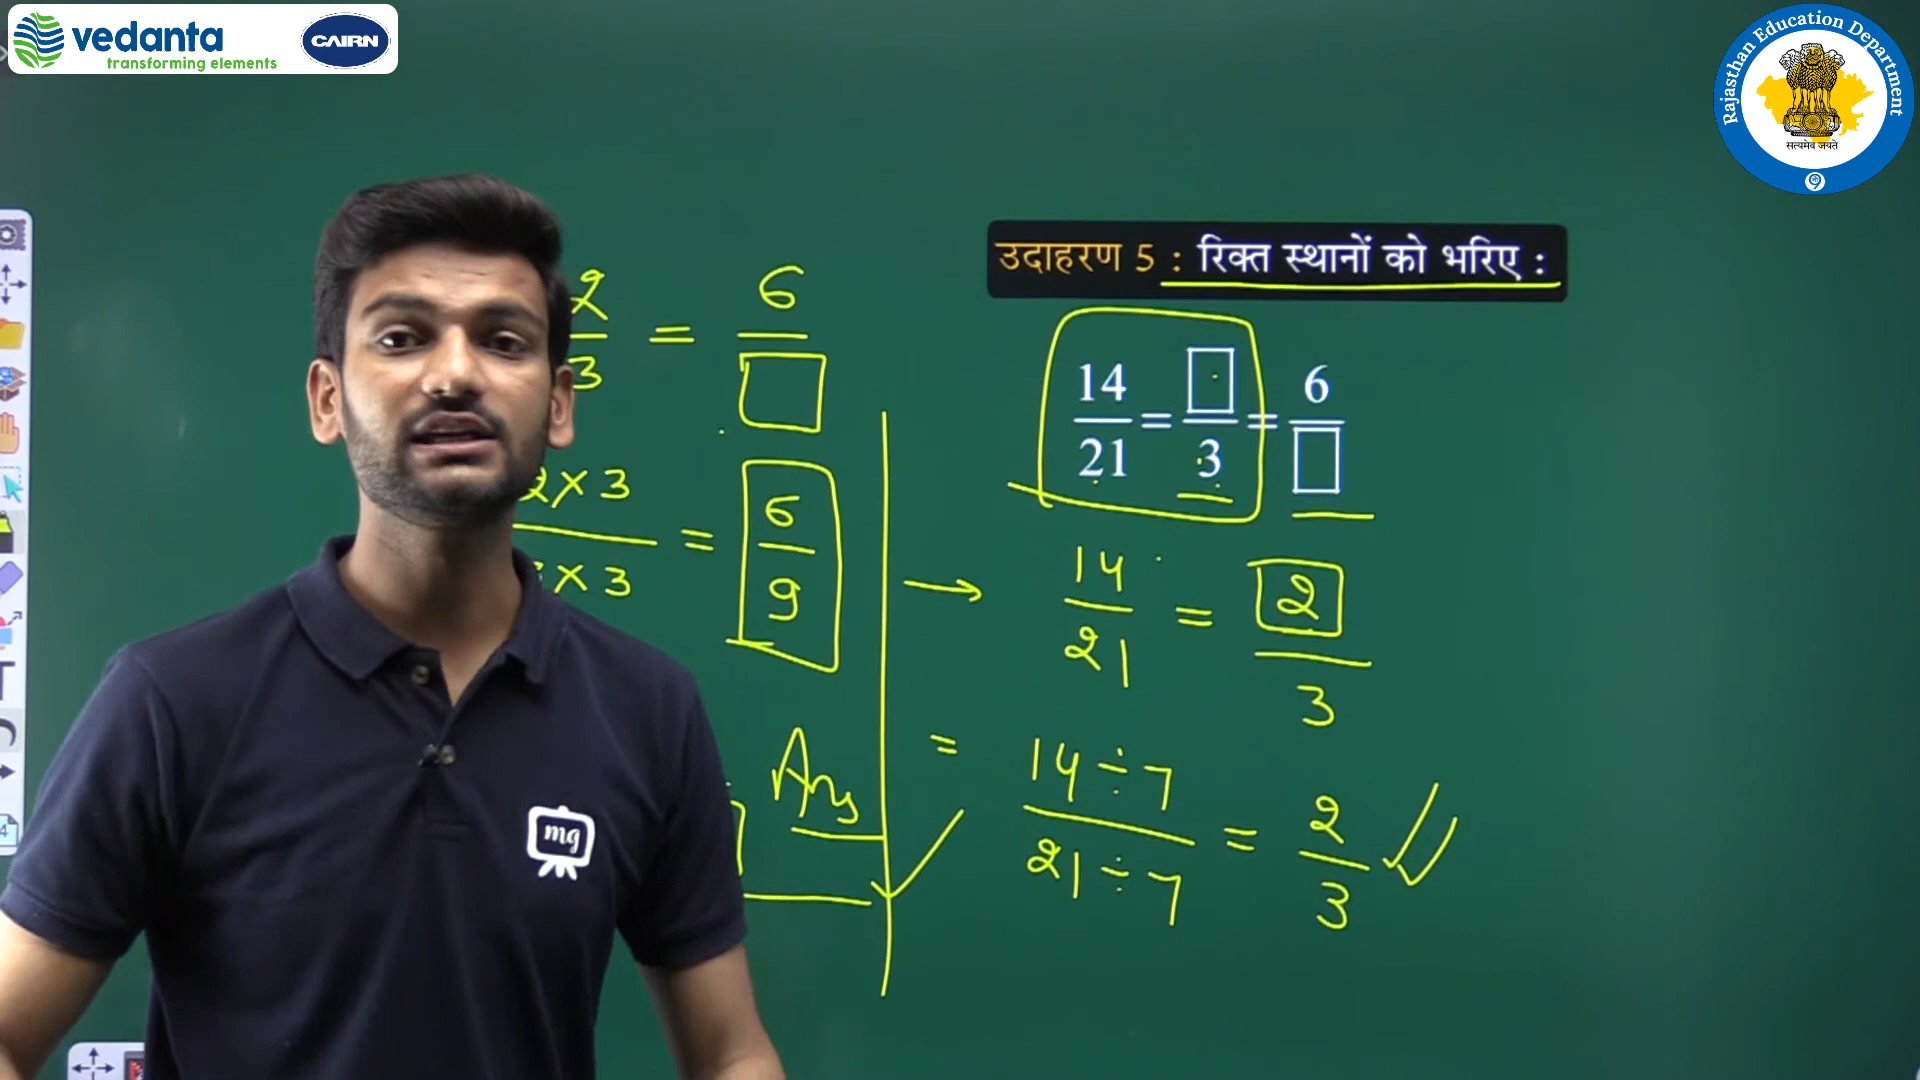 vedanta
transforming elements
CAIRN
Rajasthan Education Department
सत्यमेव जयते
उदाहरण 5 : रिक्त स्थानों को भरिए :
14/21 = □/3 = 6/□
2/3 = 6/□
2×3 / × 3 = 6/9
Ans
→ 14/21 = 2/3
= 14÷7 / 21÷7 = 2/3
mg